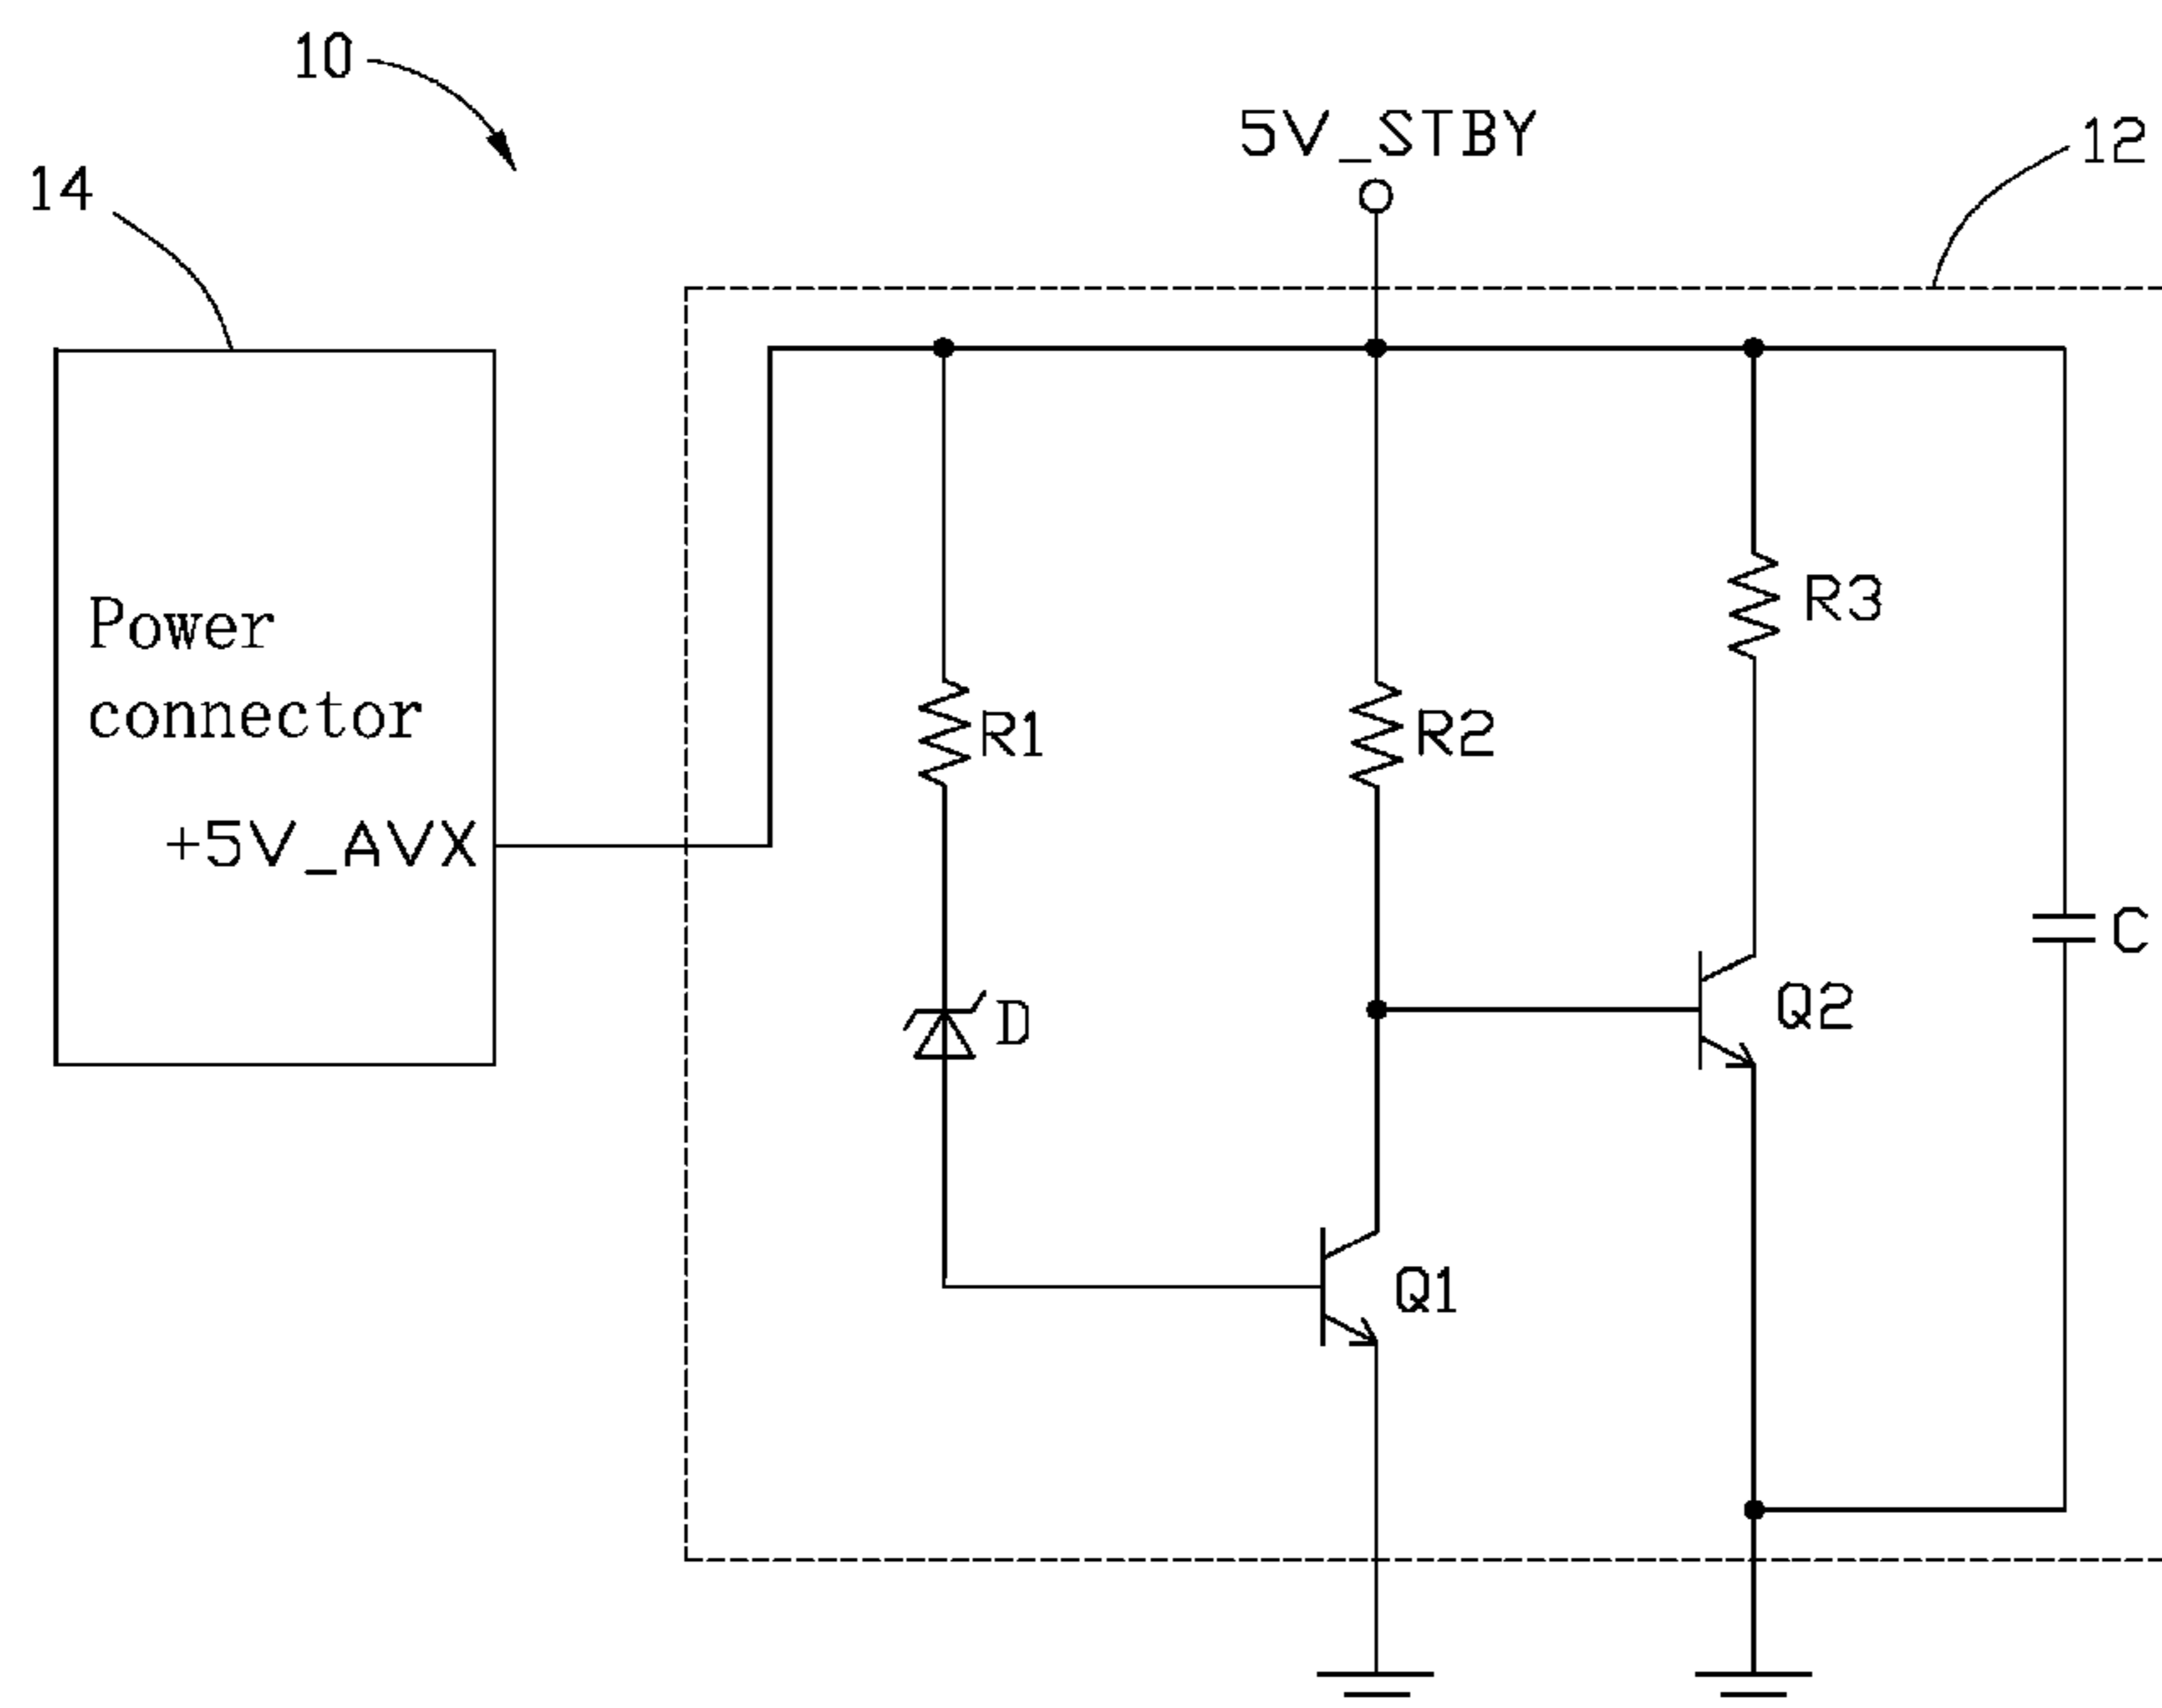 10
14
5V_STBY
12
Power
connector
+5V_AVX
R1
R2
R3
D
Q1
Q2
C